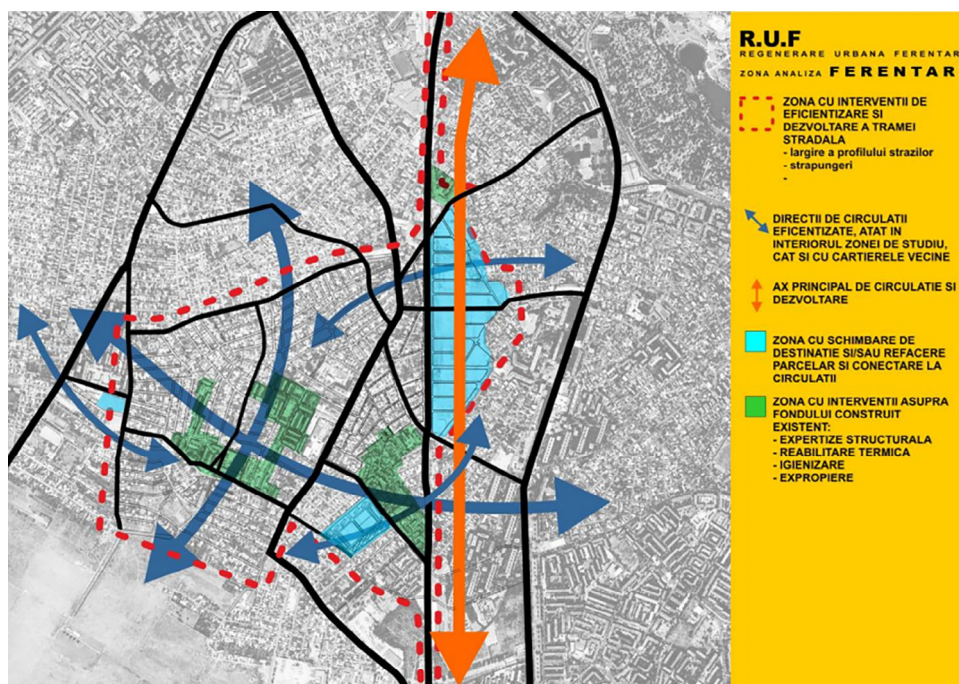 R.U.F
REGENERARE URBANA FERENTAR
ZONA ANALIZA FERENTAR
ZONA CU INTERVENTII DE
EFICIENTIZARE SI
DEZVOLTARE A TRAMEI
STRADALA
- largire a profilului strazilor
- strapungeri
-
DIRECTII DE CIRCULATII
EFICENTIZATE, ATAT IN
INTERIORUL ZONEI DE STUDIU,
CAT SI CU CARTIERELE VECINE
AX PRINCIPAL DE CIRCULATIE SI
DEZVOLTARE
ZONA CU SCHIMBARE DE
DESTINATIE SI/SAU REFACERE
PARCELAR SI CONECTARE LA
CIRCULATII
ZONA CU INTERVENTII ASUPRA
FONDULUI CONSTRUIT
EXISTENT:
- EXPERTIZE STRUCTURALA
- REABILITARE TERMICA
- IGIENIZARE
- EXPROPIERE